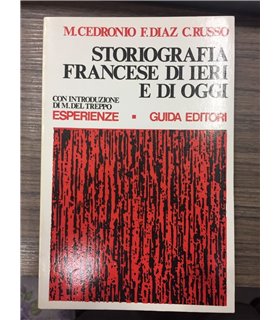 M.CEDRONIO F.DIAZ C.RUSSO
STORIOGRAFIA
FRANCESE DI IERI
E DI OGGI
CON INTRODUZIONE
DI M. DEL TREPPO
ESPERIENZE ▪ GUIDA EDITORI